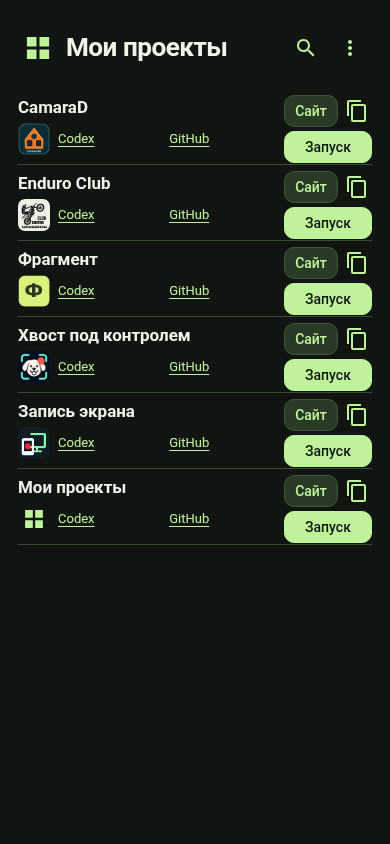 Мои проекты
CamaraD
Сайт
Codex GitHub
Запуск
Enduro Club
Сайт
Codex GitHub
Запуск
Фрагмент
Сайт
Ф
Codex GitHub
Запуск
Хвост под контролем
Сайт
Codex GitHub
Запуск
Запись экрана
Сайт
Codex GitHub
Запуск
Мои проекты
Сайт
Codex GitHub
Запуск